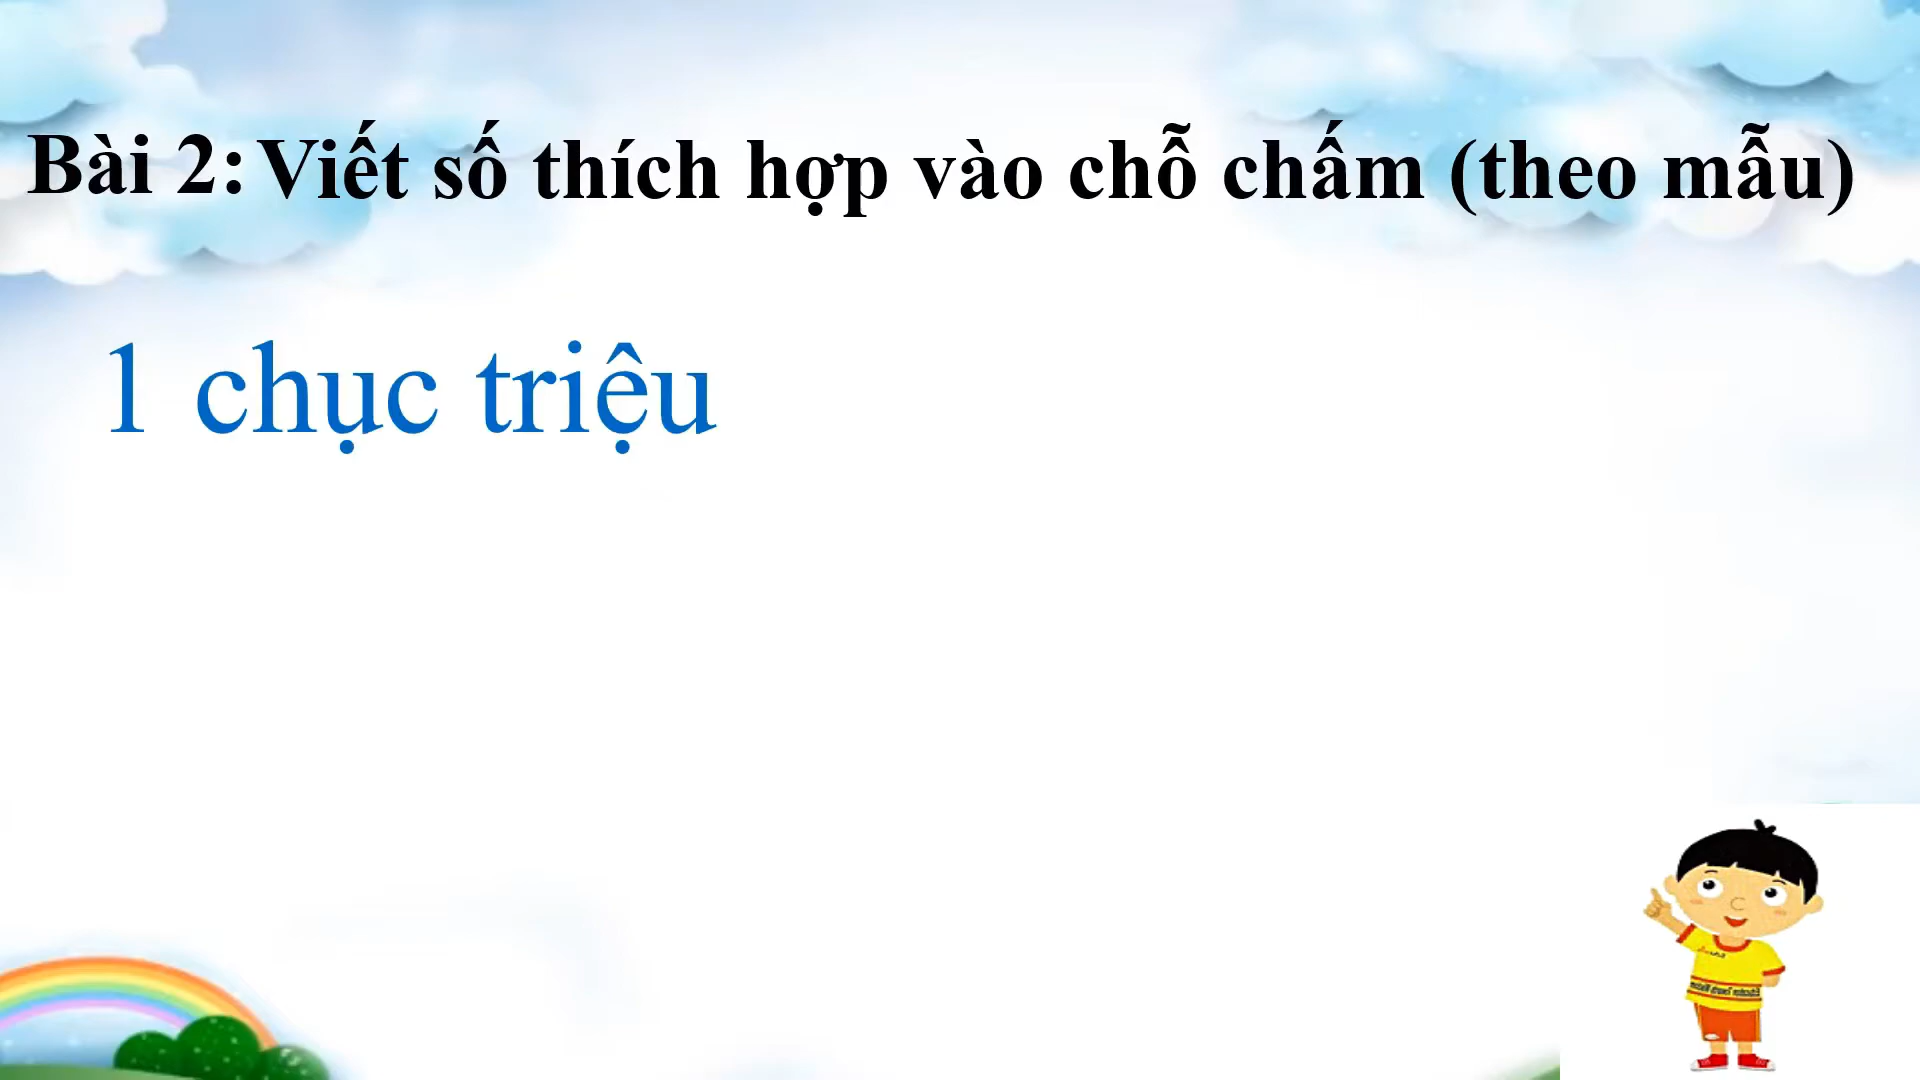 Bài 2: Viết số thích hợp vào chỗ chấm (theo mẫu)
1 chục triệu